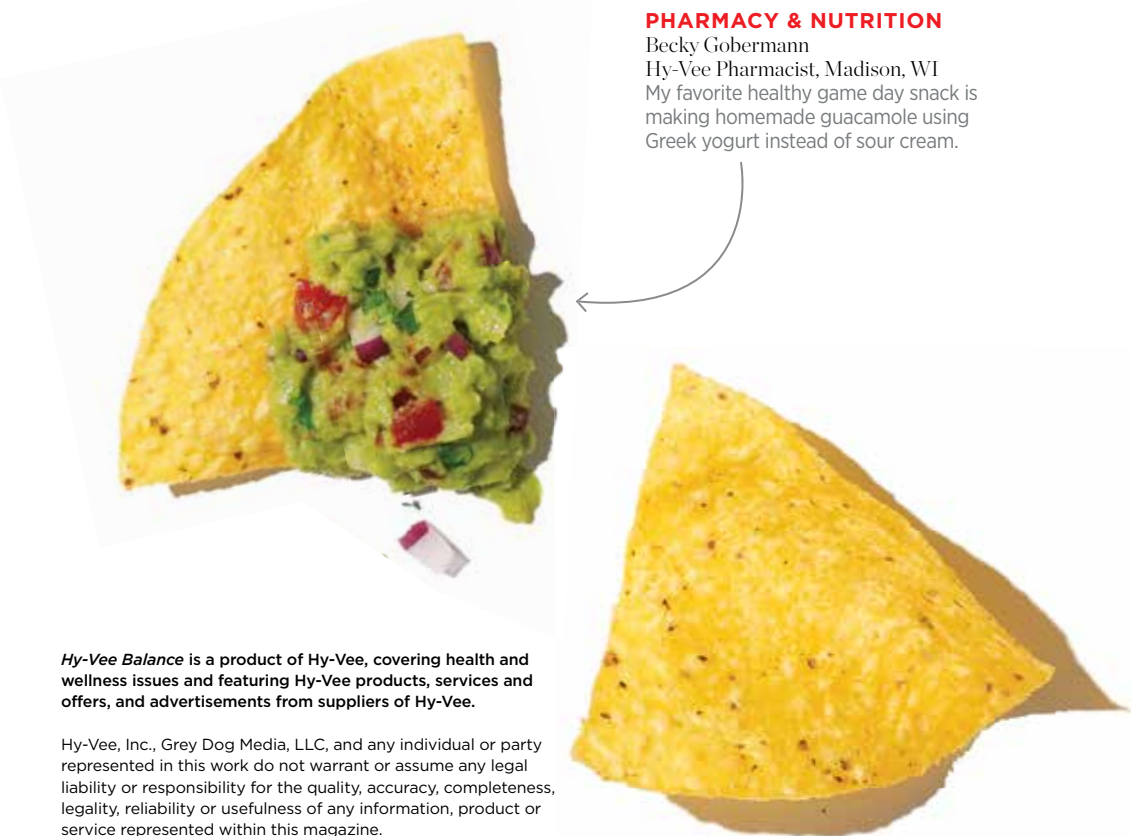 PHARMACY & NUTRITION
Becky Gobermann
Hy-Vee Pharmacist, Madison, WI
My favorite healthy game day snack is
making homemade guacamole using
Greek yogurt instead of sour cream.
Hy-Vee Balance is a product of Hy-Vee, covering health and
wellness issues and featuring Hy-Vee products, services and
offers, and advertisements from suppliers of Hy-Vee.
Hy-Vee, Inc., Grey Dog Media, LLC, and any individual or party
represented in this work do not warrant or assume any legal
liability or responsibility for the quality, accuracy, completeness,
legality, reliability or usefulness of any information, product or
service represented within this magazine.